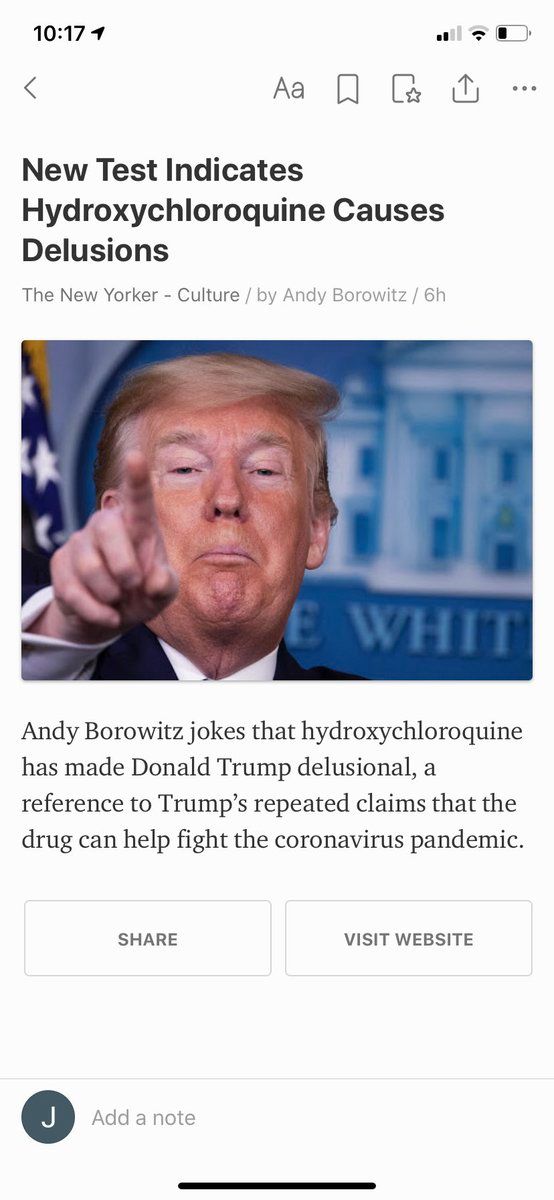 10:17
Aa
New Test Indicates
Hydroxychloroquine Causes
Delusions
The New Yorker - Culture / by Andy Borowitz / 6h
E WHIT
Andy Borowitz jokes that hydroxychloroquine
has made Donald Trump delusional, a
reference to Trump’s repeated claims that the
drug can help fight the coronavirus pandemic.
SHARE
VISIT WEBSITE
J
Add a note